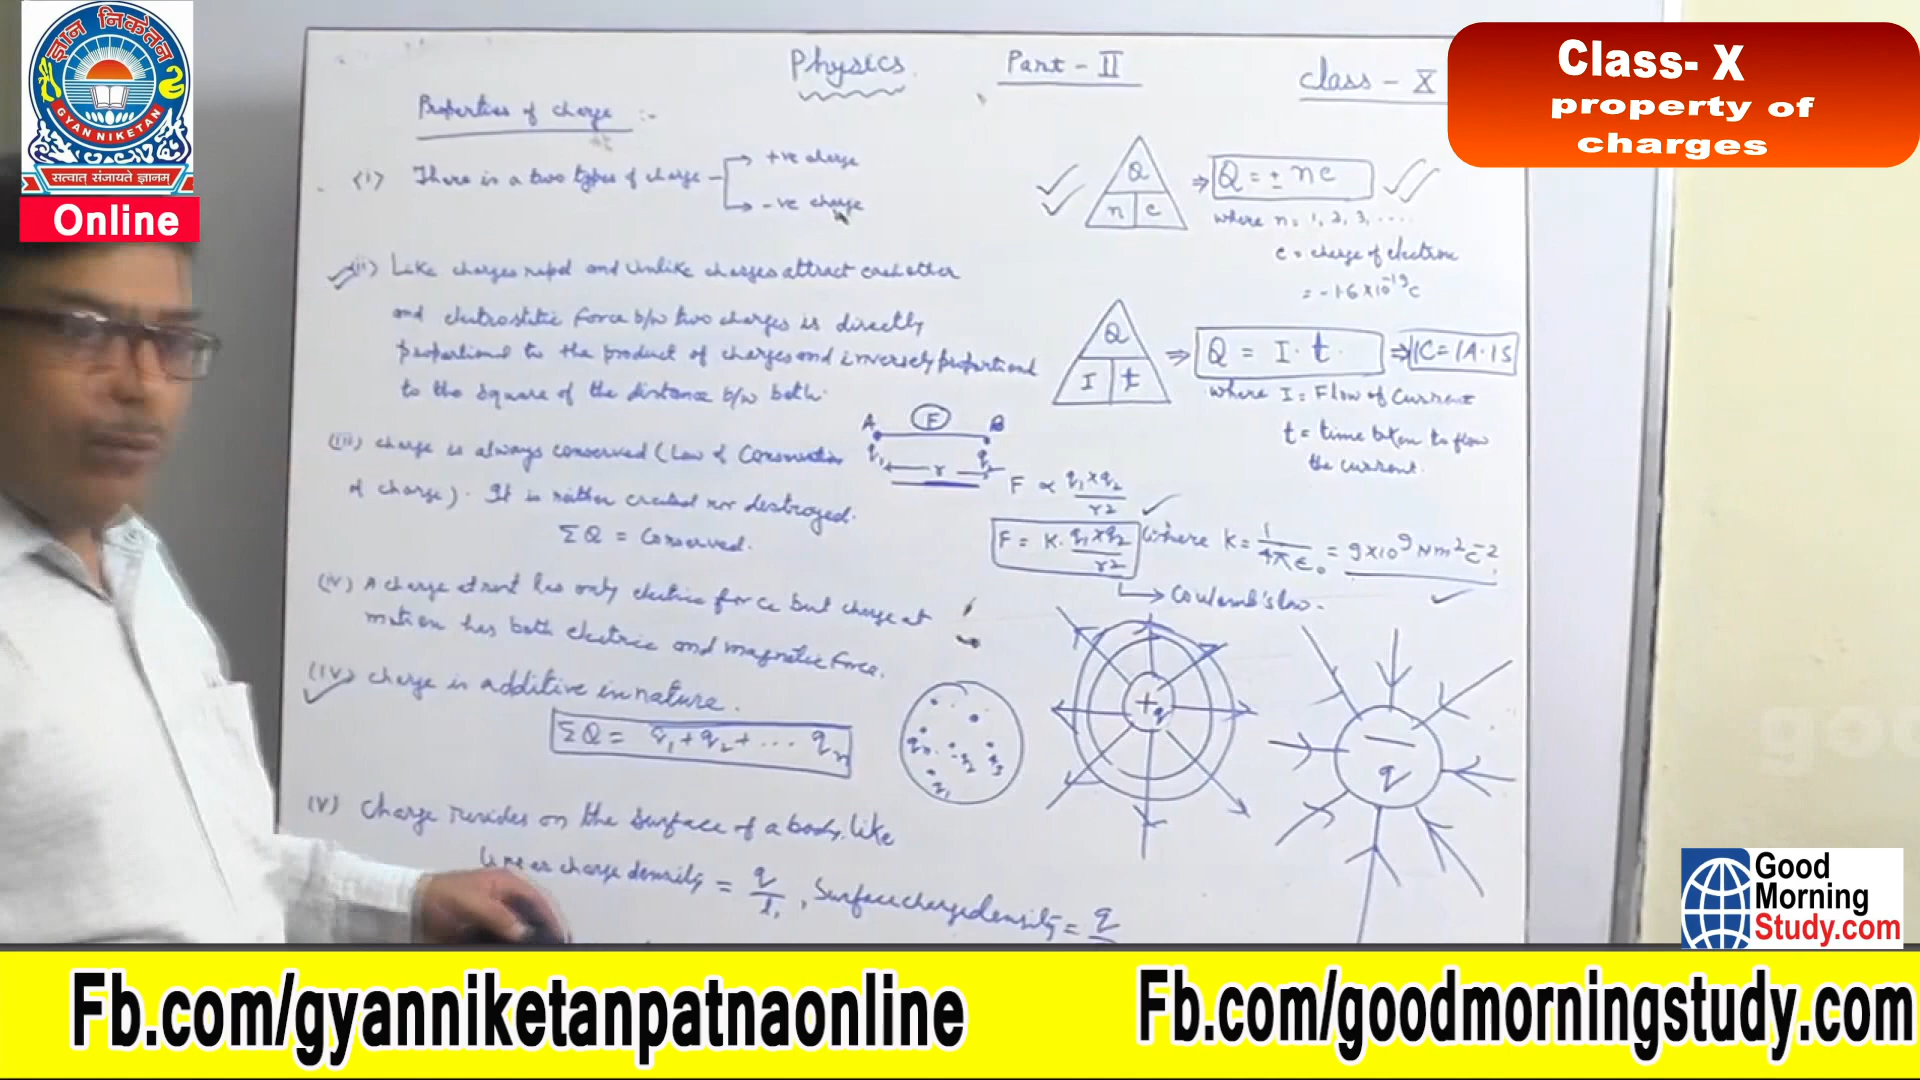 ज्ञान निकेतन
GYAN NIKETAN
सत्वात् संजायते ज्ञानम्
Online
Class- X
property of
charges
Physics
Part - II
Class - X
Properties of charge :-
(i) There is a two types of charge
+ve charge
-ve charge
(ii) Like charges repel and unlike charges attract each other
and electrostatic Force b/w two charges is directly
proportional to the product of charges and inversely proportional
to the square of the distance b/w both.
(iii) charge is always conserved (Law of Conservation
of charge). It is neither created nor destroyed.
ΣQ = Conserved.
(iv) A charge at rest has only electric force but charge at
motion has both electric and magnetic Force.
(IV) charge is additive in nature.
ΣQ = q₁+q₂+ ... qₙ
(V) Charge resides on the surface of a body. like
linear charge density = q/l, Surface charge density = q
Q
n e
⇒ Q = ± ne
where n = 1, 2, 3, ....
e = charge of electron
= -1.6×10⁻¹⁹C
Q
I t
⇒ Q = I . t
⇒ 1C = 1A . 1S
where I = Flow of Current
t = time taken to flow
the current.
A F B
q₁ r q₂
F ∝ q₁×q₂/r2
F = K. q₁×q₂/r2 where K = 1/4πε₀ = 9×10⁹Nm²C⁻²
Coulomb's law.
+q
q₁
q₂
q₃
qₙ
- q
Good
Morning
Study.com
Fb.com/gyanniketanpatnaonline
Fb.com/goodmorningstudy.com